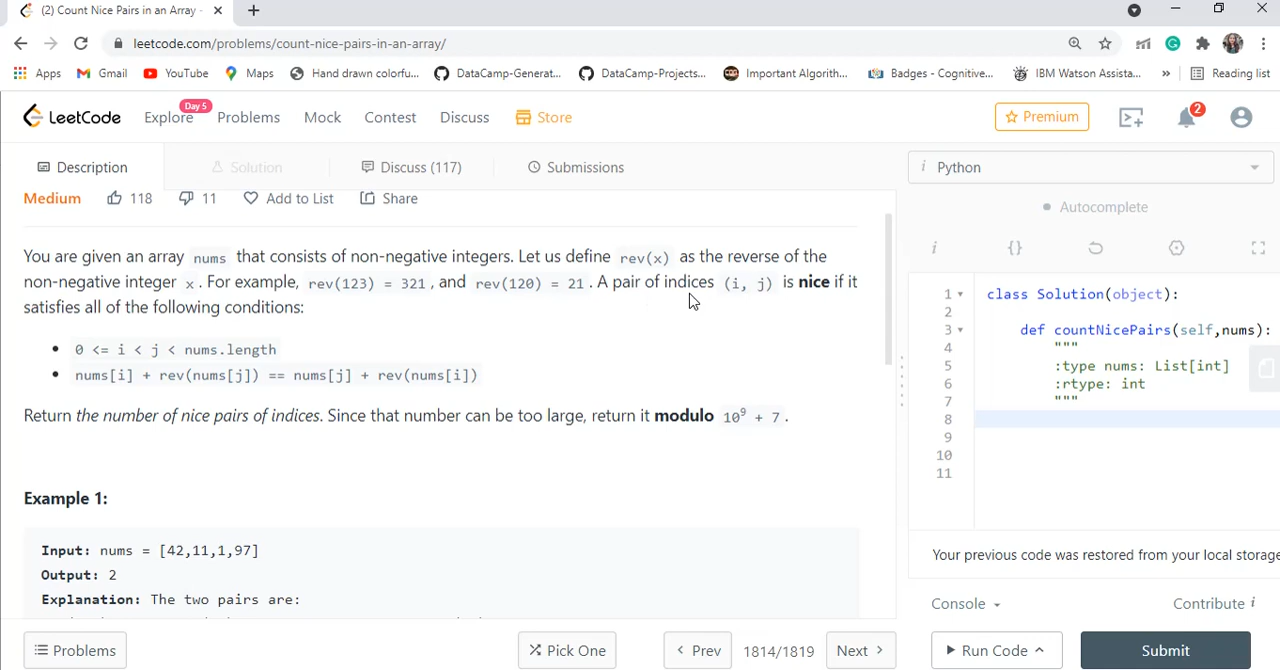 (2) Count Nice Pairs in an Array -
leetcode.com/problems/count-nice-pairs-in-an-array/
Apps Gmail YouTube Maps Hand drawn colorfu... DataCamp-Generat... DataCamp-Projects... Important Algorith... Badges - Cognitive... IBM Watson Assista... » Reading list
LeetCode Explore Day 5 Problems Mock Contest Discuss Store Premium 2
Description Solution Discuss (117) Submissions
i Python
Medium 118 11 Add to List Share
Autocomplete
i {}
You are given an array nums that consists of non-negative integers. Let us define rev(x) as the reverse of the
non-negative integer x. For example, rev(123) = 321, and rev(120) = 21. A pair of indices (i, j) is nice if it
satisfies all of the following conditions:
• 0 <= i < j < nums.length
• nums[i] + rev(nums[j]) == nums[j] + rev(nums[i])
Return the number of nice pairs of indices. Since that number can be too large, return it modulo 10⁹ + 7.
Example 1:
Input: nums = [42,11,1,97]
Output: 2
Explanation: The two pairs are:
1 class Solution(object):
2
3 def countNicePairs(self,nums):
4 """
5 :type nums: List[int]
6 :rtype: int
7 """
8
9
10
11
Your previous code was restored from your local storage
Console Contribute i
Problems Pick One Prev 1814/1819 Next Run Code Submit